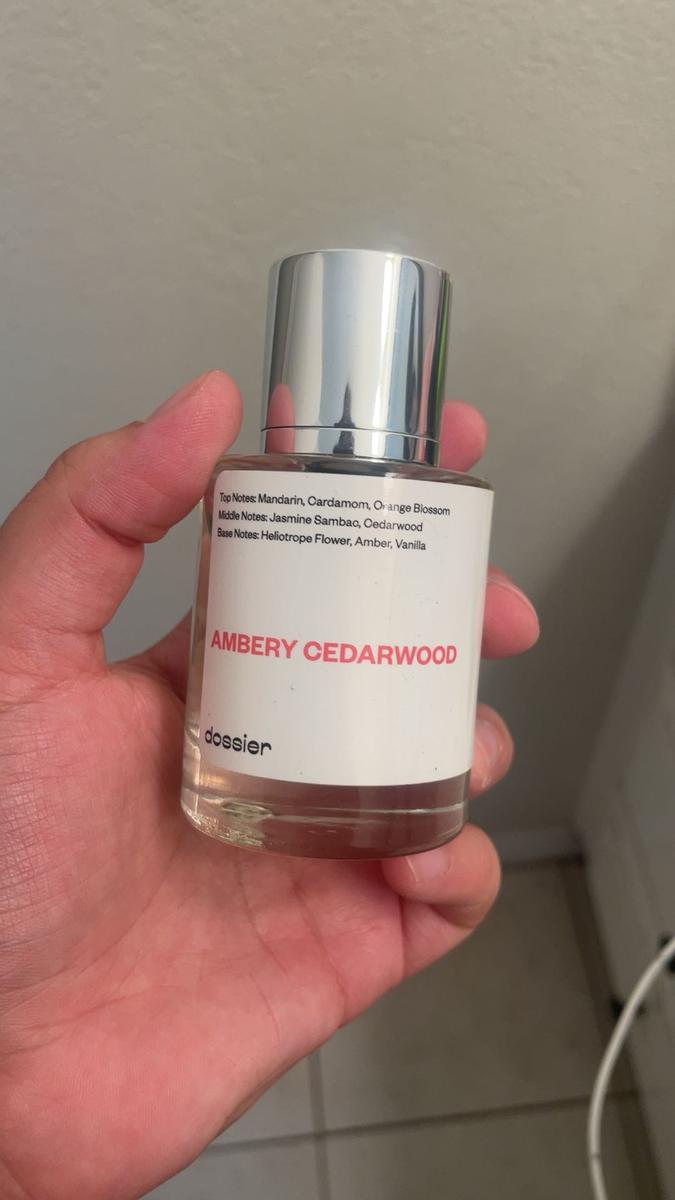 Top Notes: Mandarin, Cardamom, Orange Blossom
Middle Notes: Jasmine Sambac, Cedarwood
Base Notes: Heliotrope Flower, Amber, Vanilla
AMBERY CEDARWOOD
dossier